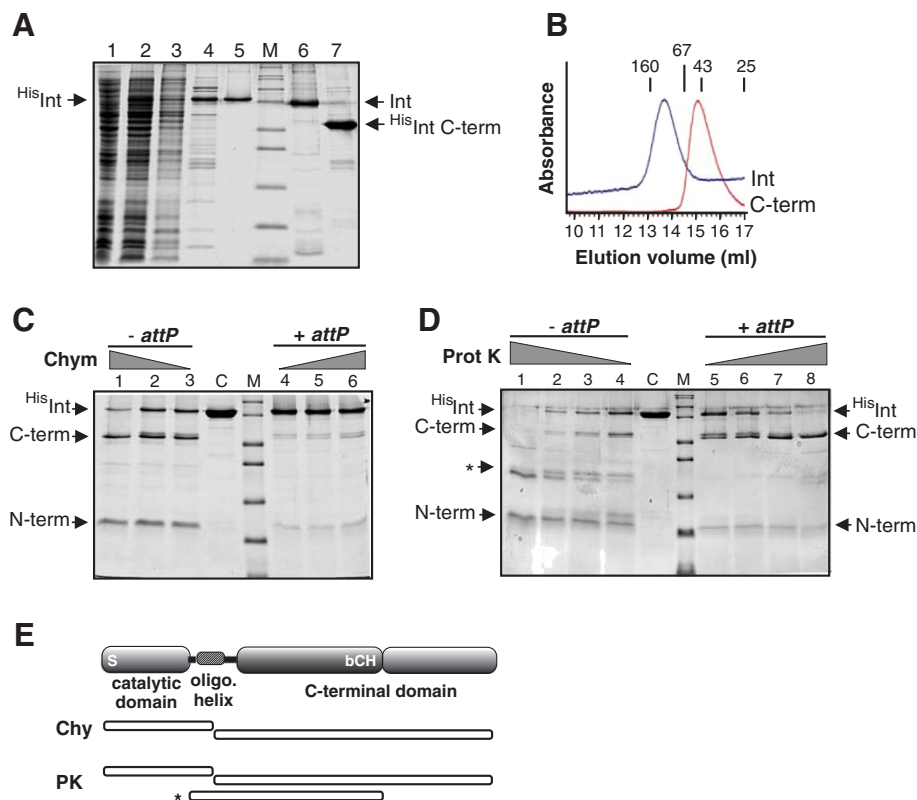 A
1 2 3 4 5 M 6 7
HisInt
Int
HisInt C-term
B
67
160 43 25
Absorbance
Int
C-term
10 11 12 13 14 15 16 17
Elution volume (ml)
C
- attP + attP
Chym
1 2 3 C M 4 5 6
HisInt
C-term
N-term
D
- attP + attP
Prot K
1 2 3 4 C M 5 6 7 8
HisInt HisInt
C-term C-term
*
N-term N-term
E
S bCH
catalytic domain
oligo. helix
C-terminal domain
Chy
PK
*